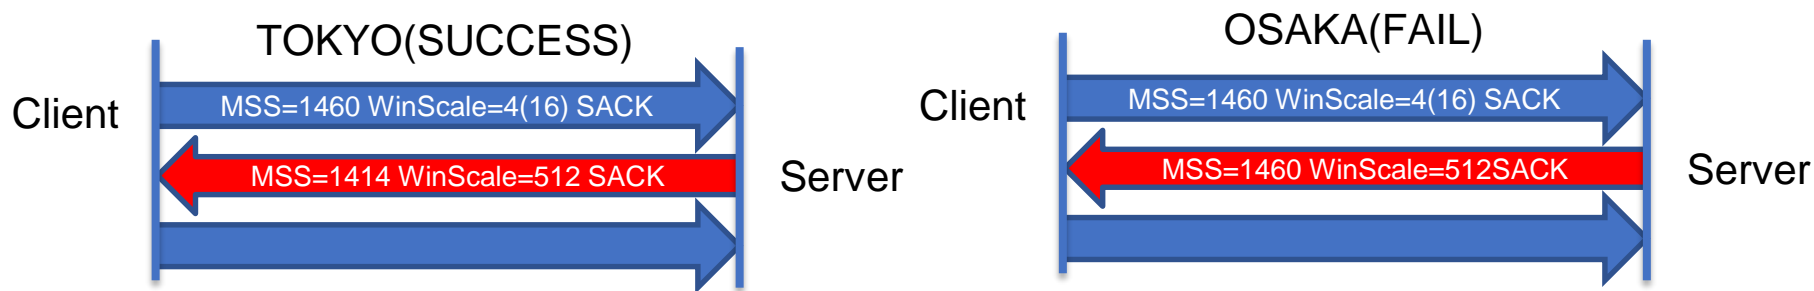 TOKYO(SUCCESS)
Client
MSS=1460 WinScale=4(16) SACK
MSS=1414 WinScale=512 SACK
Server
OSAKA(FAIL)
Client
MSS=1460 WinScale=4(16) SACK
MSS=1460 WinScale=512SACK
Server